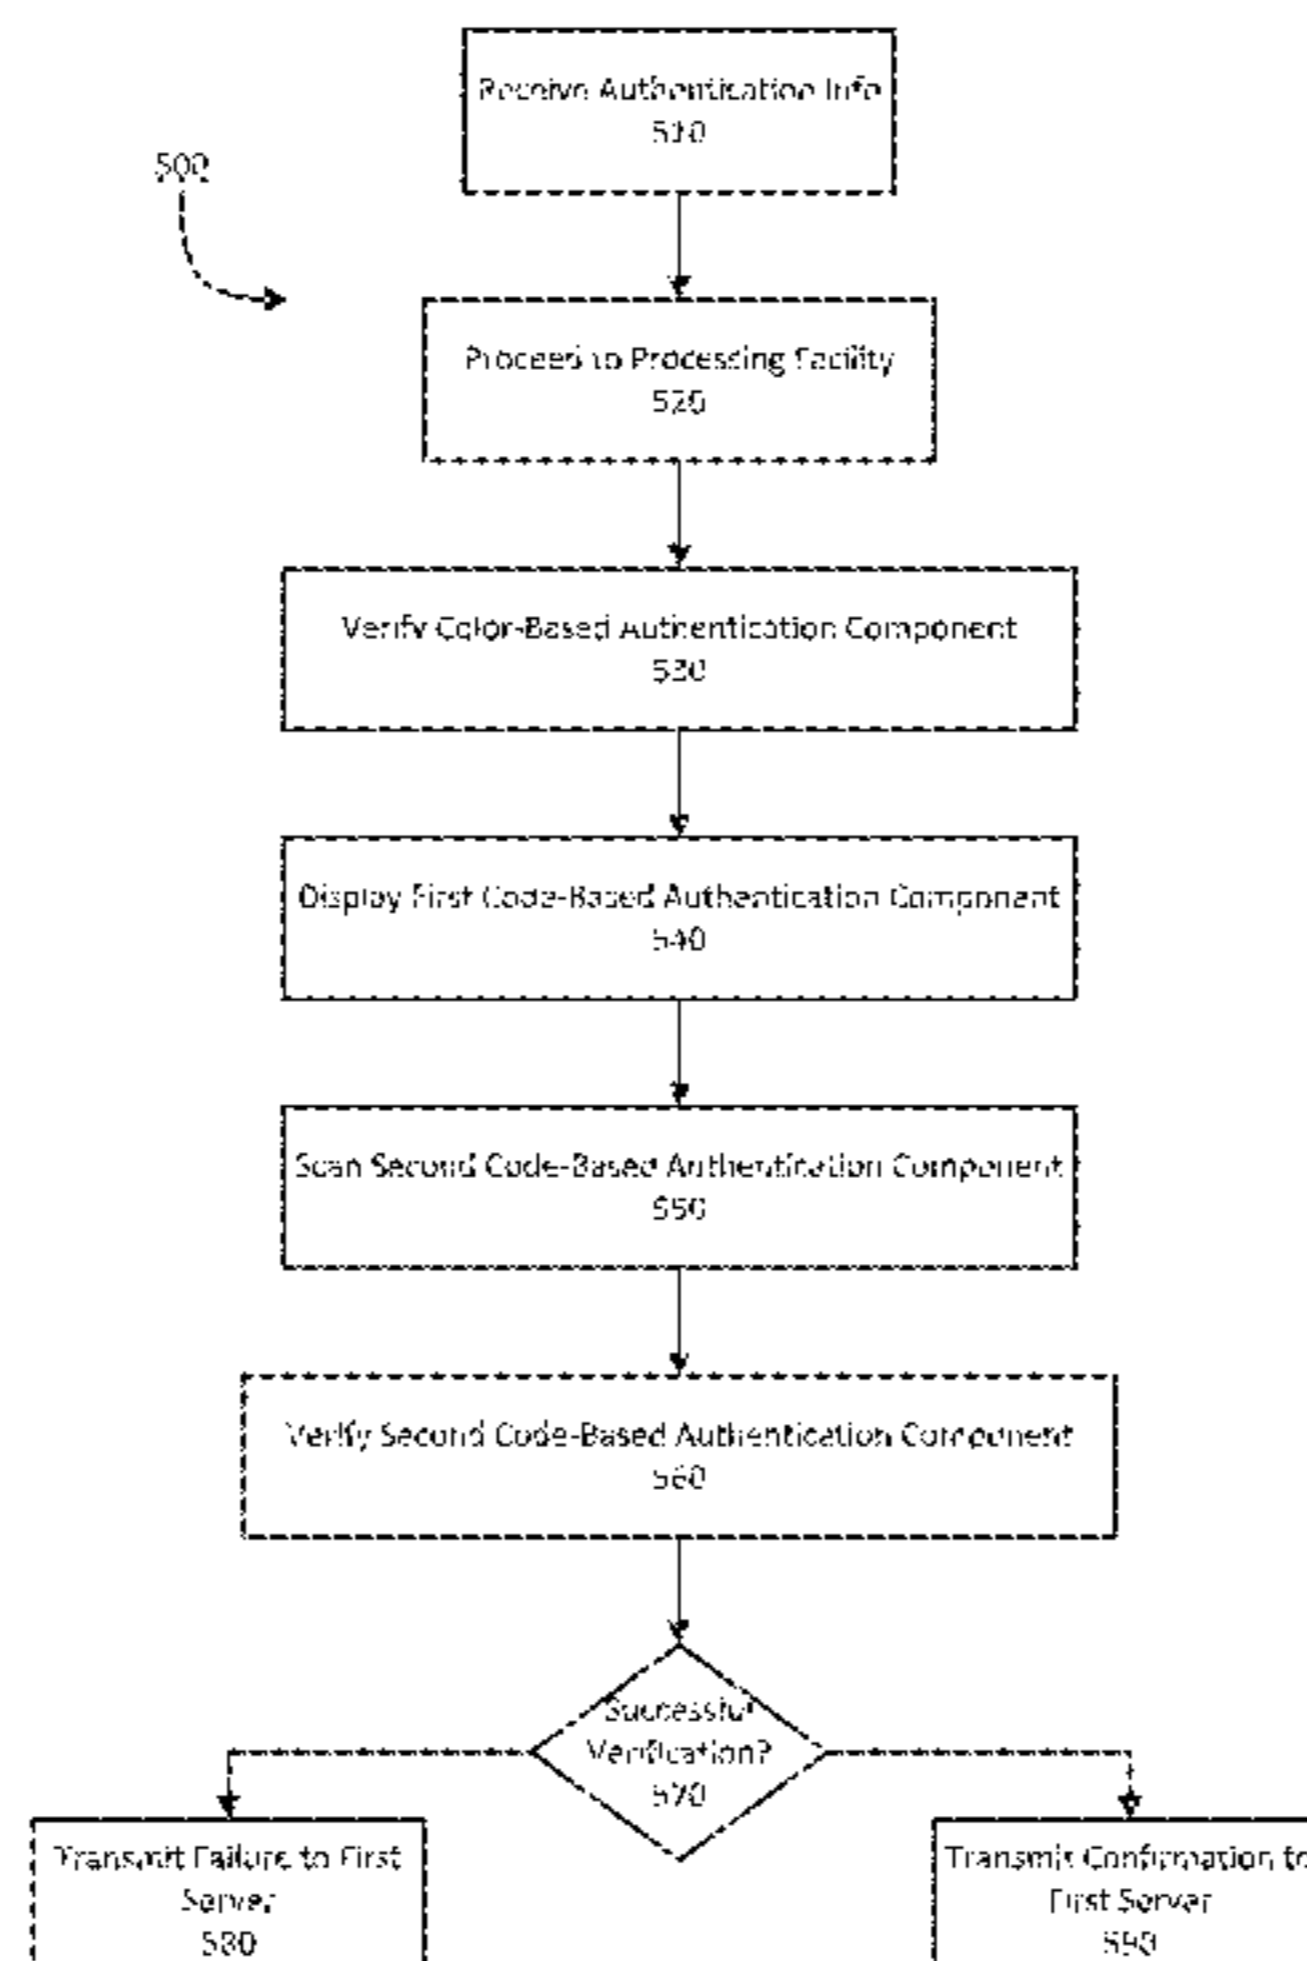 Receive Authentication Info
510
500
Proceed to Processing Facility
520
Verify Color-Based Authentication Component
530
Display First Code-Based Authentication Component
540
Scan Second Code-Based Authentication Component
550
Verify Second Code-Based Authentication Component
560
Successful
Verification?
570
Transmit Failure to First
Server
580
Transmit Confirmation to
First Server
590